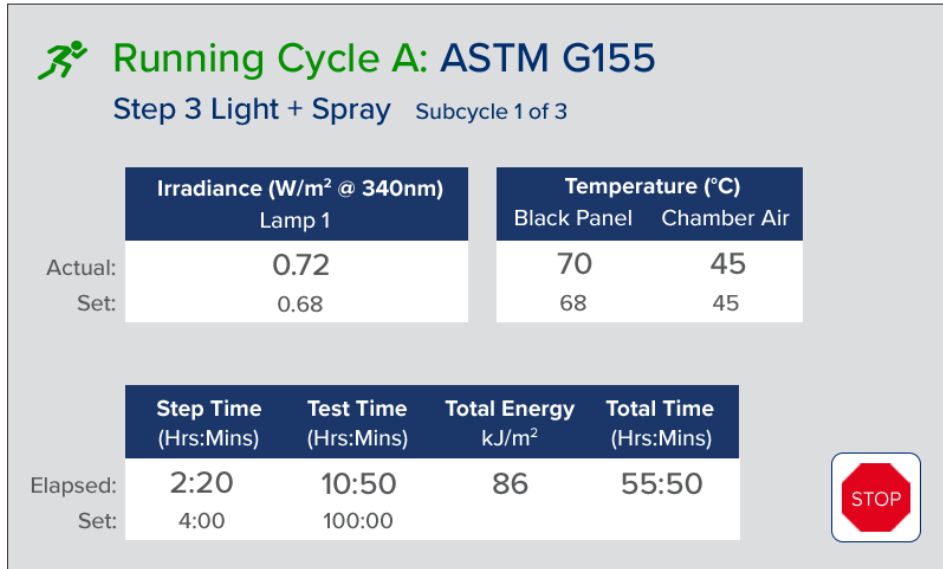 Running Cycle A: ASTM G155
Step 3 Light + Spray Subcycle 1 of 3
Irradiance (W/m² @ 340nm)
Lamp 1
Temperature (°C)
Black Panel Chamber Air
Actual: 0.72 70 45
Set: 0.68 68 45
Step Time Test Time Total Energy Total Time
(Hrs:Mins) (Hrs:Mins) kJ/m² (Hrs:Mins)
Elapsed: 2:20 10:50 86 55:50
Set: 4:00 100:00
STOP